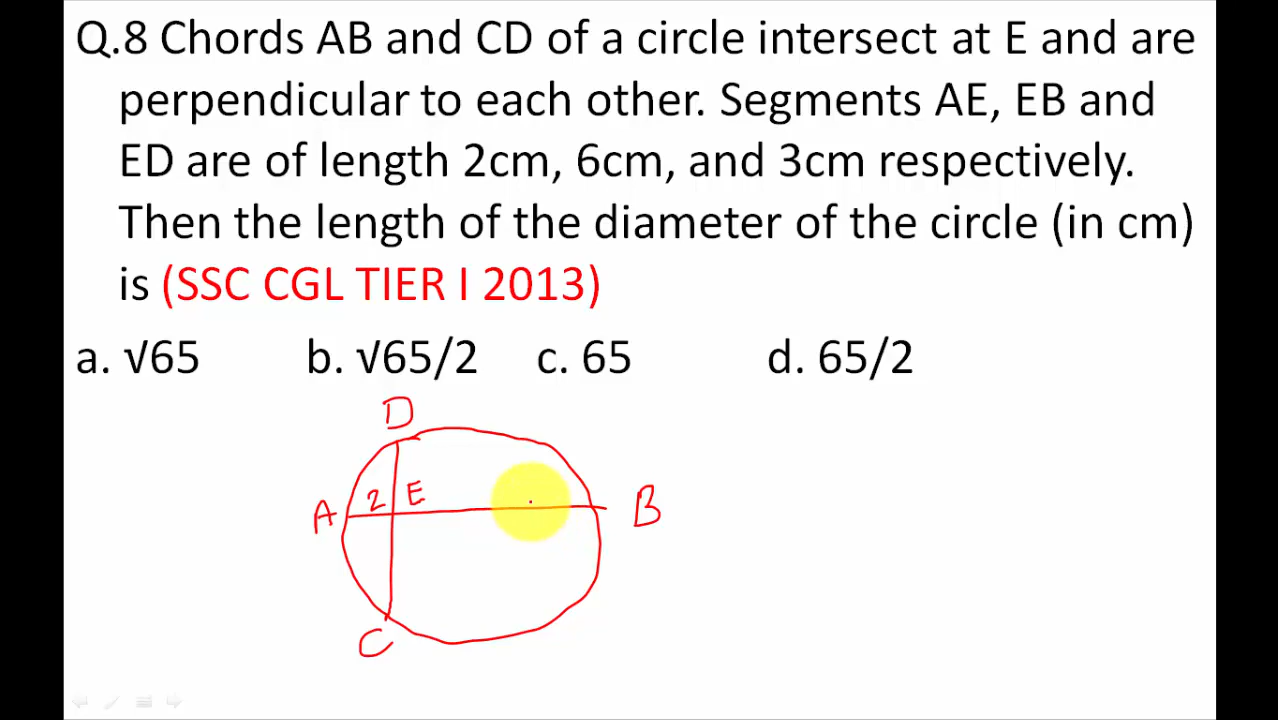 Q.8 Chords AB and CD of a circle intersect at E and are
perpendicular to each other. Segments AE, EB and
ED are of length 2cm, 6cm, and 3cm respectively.
Then the length of the diameter of the circle (in cm)
is (SSC CGL TIER I 2013)
a. √65 b. √65/2 c. 65 d. 65/2
D
A 2 E B
C